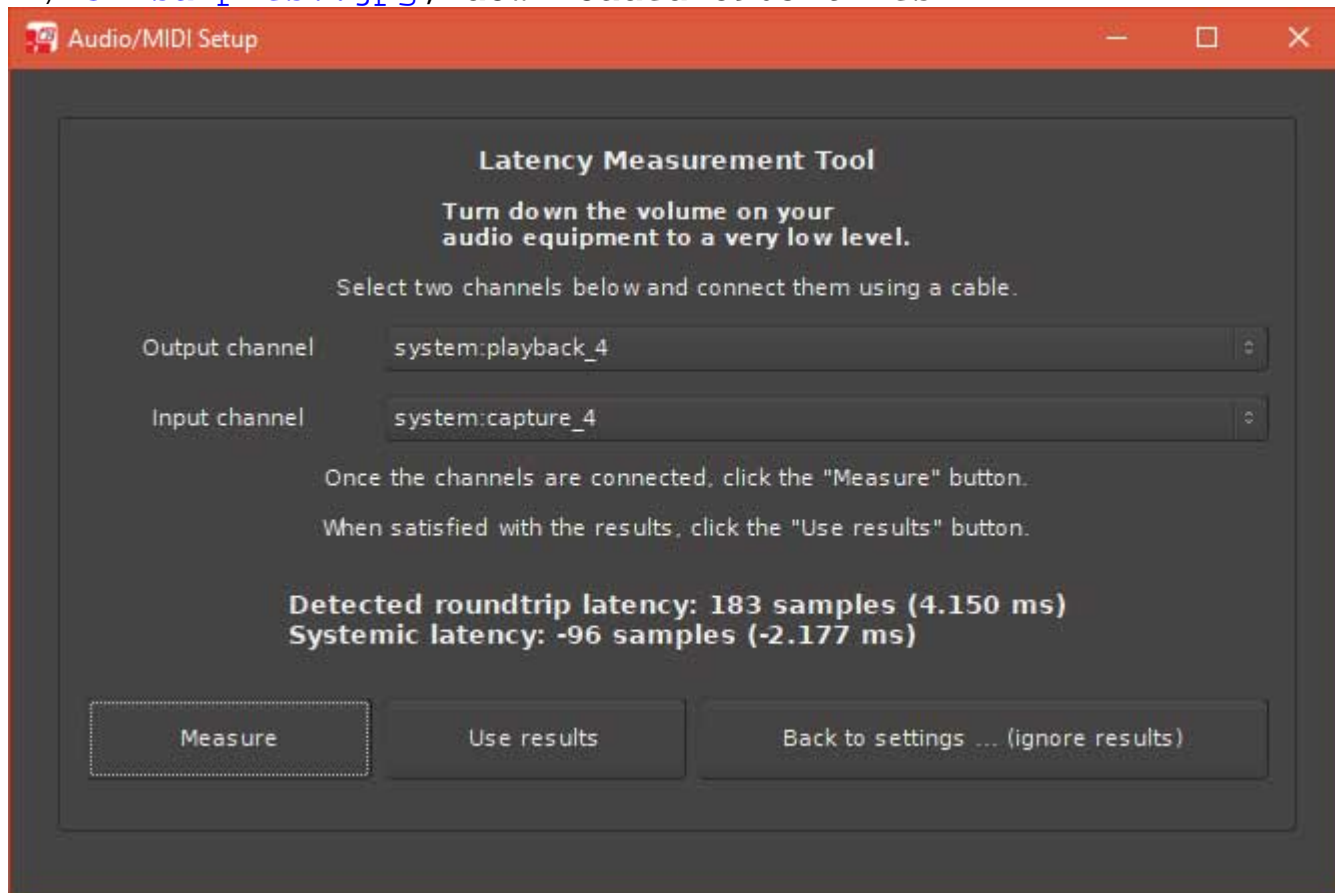 Audio/MIDI Setup
Latency Measurement Tool
Turn down the volume on your
audio equipment to a very low level.
Select two channels below and connect them using a cable.
Output channel system:playback_4
Input channel system:capture_4
Once the channels are connected, click the "Measure" button.
When satisfied with the results, click the "Use results" button.
Detected roundtrip latency: 183 samples (4.150 ms)
Systemic latency: -96 samples (-2.177 ms)
Measure Use results Back to settings ... (ignore results)